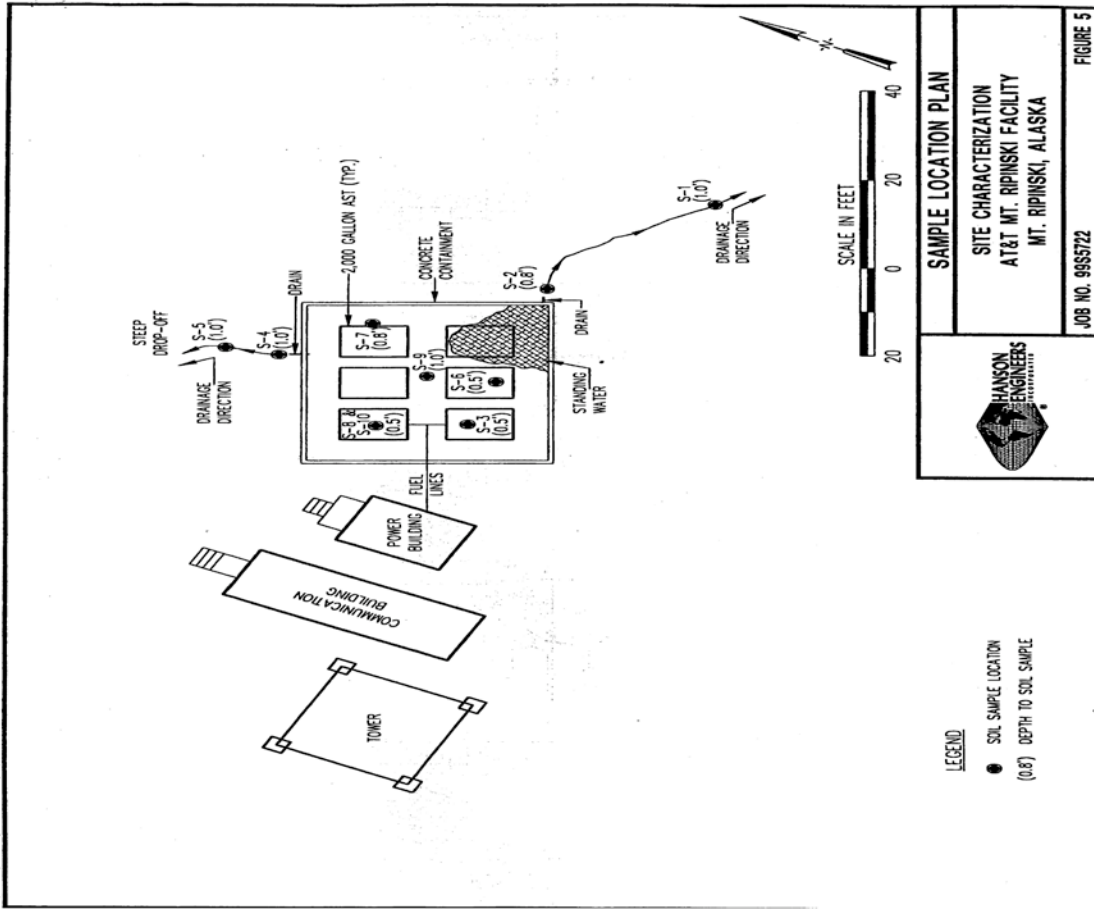 STEEP
DROP-OFF
DRAINAGE
DIRECTION
S-5
(1.0')
S-4
(1.0')
DRAIN
2,000 GALLON AST (TYP.)
CONCRETE
CONTAINMENT
S-7
(0.8')
S-9
(1.0')
S-8 &
S-10
(0.5')
S-6
(0.5')
S-3
(0.5')
S-2
(0.8')
DRAIN
STANDING
WATER
S-1
(1.0')
DRAINAGE
DIRECTION
FUEL
LINES
POWER
BUILDING
COMMUNICATION
BUILDING
TOWER
-N-
SCALE IN FEET
20 0 20 40
LEGEND
SOIL SAMPLE LOCATION
(0.8') DEPTH TO SOIL SAMPLE
HANSON
ENGINEERS
INCORPORATED
®
SAMPLE LOCATION PLAN
SITE CHARACTERIZATION
AT&T MT. RIPINSKI FACILITY
MT. RIPINSKI, ALASKA
JOB NO. 99S5722
FIGURE 5